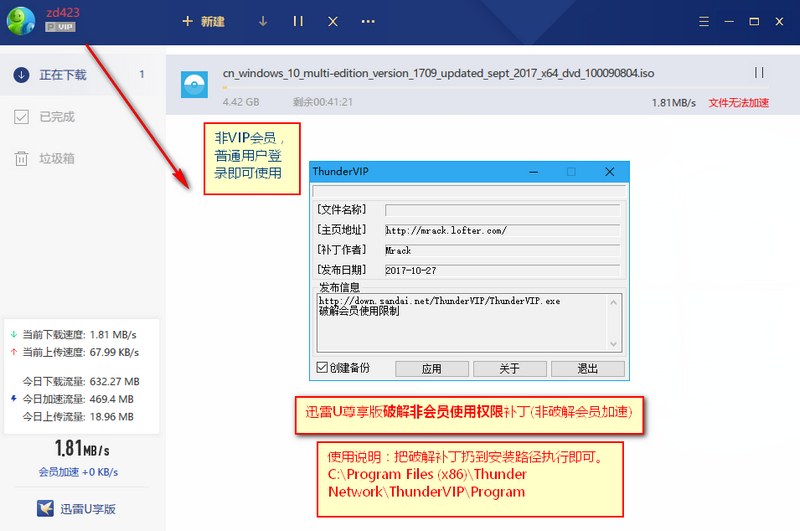 zd423
P VIP
新建
正在下载 1
已完成
垃圾箱
cn_windows_10_multi-edition_version_1709_updated_sept_2017_x64_dvd_100090804.iso
4.42 GB 剩余00:41:21 1.81MB/s 文件无法加速
非VIP会员，
普通用户登
录即可使用
ThunderVIP
[文件名称]
[主页地址] http://mrack.lofter.com/
[补丁作者] Mrack
[发布日期] 2017-10-27
发布信息
http://down.sandai.net/ThunderVIP/ThunderVIP.exe
破解会员使用限制
创建备份 应用 关于 退出
当前下载速度: 1.81 MB/s
当前上传速度: 67.99 KB/s
今日下载流量: 632.27 MB
今日加速流量: 469.4 MB
今日上传流量: 18.96 MB
1.81MB/s
会员加速 +0 KB/s
迅雷U享版
迅雷U尊享版破解非会员使用权限补丁(非破解会员加速)
使用说明：把破解补丁扔到安装路径执行即可。
C:\Program Files (x86)\Thunder
Network\ThunderVIP\Program